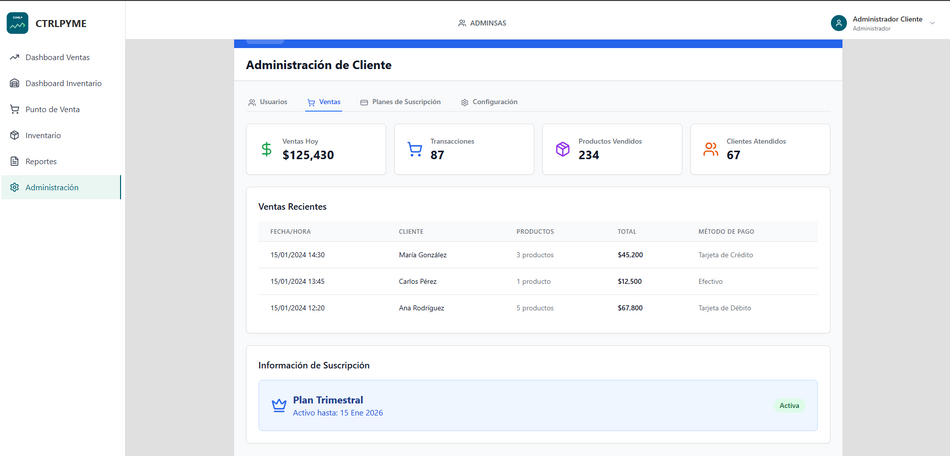 CTRLPYME
ADMINSAS
Administrador Cliente
Administrador
Dashboard Ventas
Dashboard Inventario
Punto de Venta
Inventario
Reportes
Administración
Administración de Cliente
Usuarios Ventas Planes de Suscripción Configuración
Ventas Hoy
$125,430
Transacciones
87
Productos Vendidos
234
Clientes Atendidos
67
Ventas Recientes
FECHA/HORA CLIENTE PRODUCTOS TOTAL MÉTODO DE PAGO
15/01/2024 14:30 María González 3 productos $45,200 Tarjeta de Crédito
15/01/2024 13:45 Carlos Pérez 1 producto $12,500 Efectivo
15/01/2024 12:20 Ana Rodríguez 5 productos $67,800 Tarjeta de Débito
Información de Suscripción
Plan Trimestral
Activo hasta: 15 Ene 2026
Activa